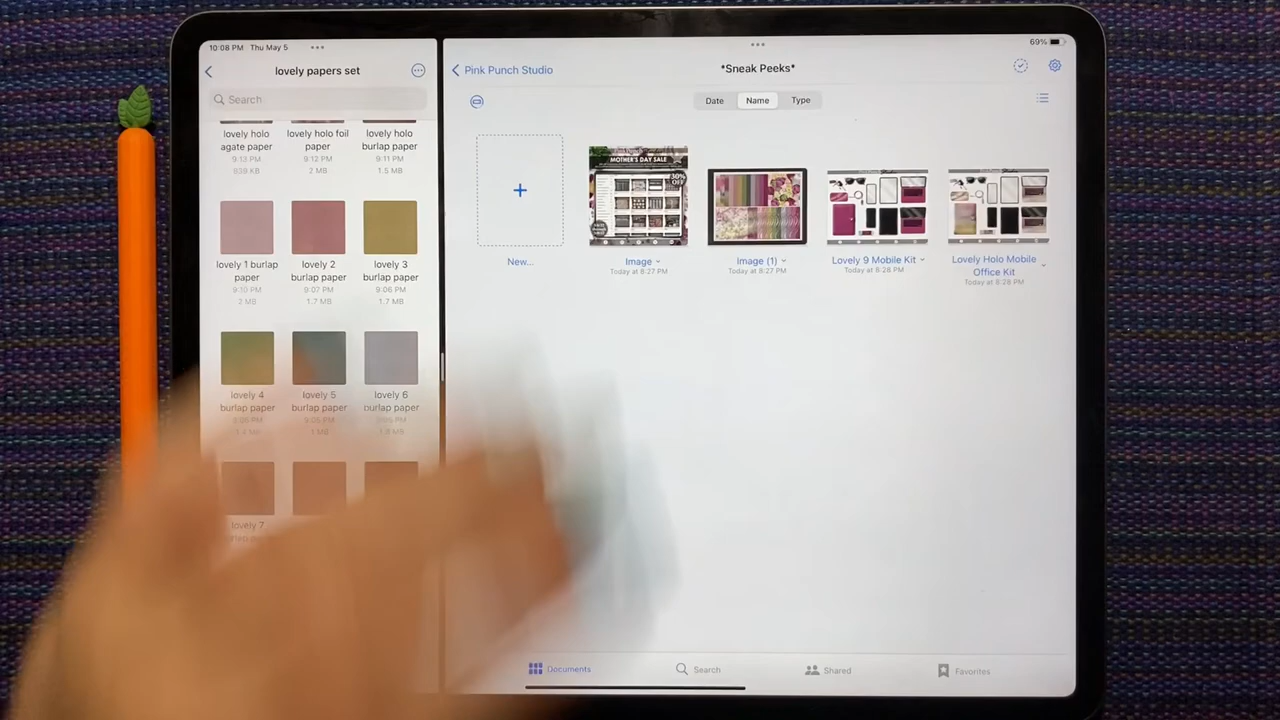 10:08 PM Thu May 5
lovely papers set
Search
lovely holo
agate paper
9:13 PM
939 KB
lovely holo foil
paper
9:12 PM
2 MB
lovely holo
burlap paper
9:11 PM
1.5 MB
lovely 1 burlap
paper
9:10 PM
2 MB
lovely 2
burlap paper
9:07 PM
1.7 MB
lovely 3
burlap paper
9:06 PM
1.7 MB
lovely 4
burlap paper
lovely 5
burlap paper
lovely 6
burlap paper
lovely 7
69%
Pink Punch Studio
*Sneak Peeks*
Date
Name
Type
New...
MOTHER'S DAY SALE
30%
OFF
Image
Today at 8:27 PM
Image (1)
Today at 8:27 PM
Lovely 9 Mobile Kit
Today at 8:28 PM
Lovely Holo Mobile
Office Kit
Today at 8:28 PM
Documents
Search
Shared
Favorites